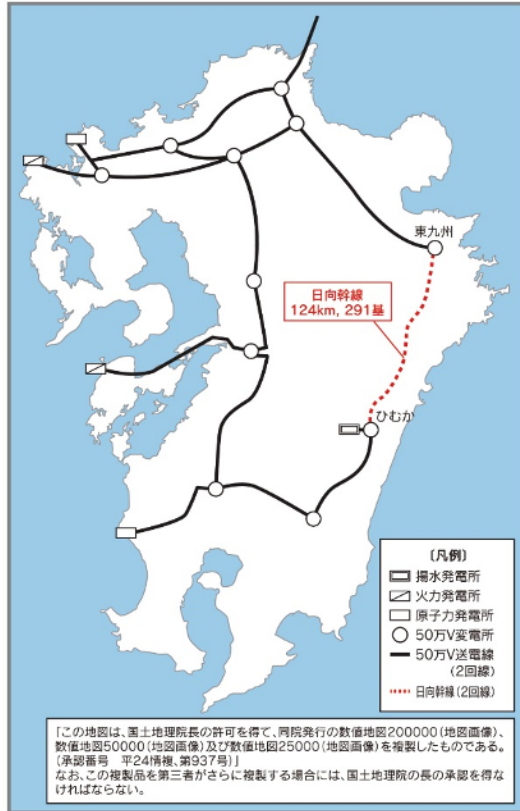 東九州
日向幹線
124km, 291基
ひむか
〔凡例〕
揚水発電所
火力発電所
原子力発電所
50万V変電所
50万V送電線
(2回線)
日向幹線(2回線)
「この地図は、国土地理院長の許可を得て、同院発行の数値地図200000(地図画像)、
数値地図50000(地図画像)及び数値地図25000(地図画像)を複製したものである。
(承認番号　平24情複、第937号)」
なお、この複製品を第三者がさらに複製する場合には、国土地理院の長の承認を得な
ければならない。